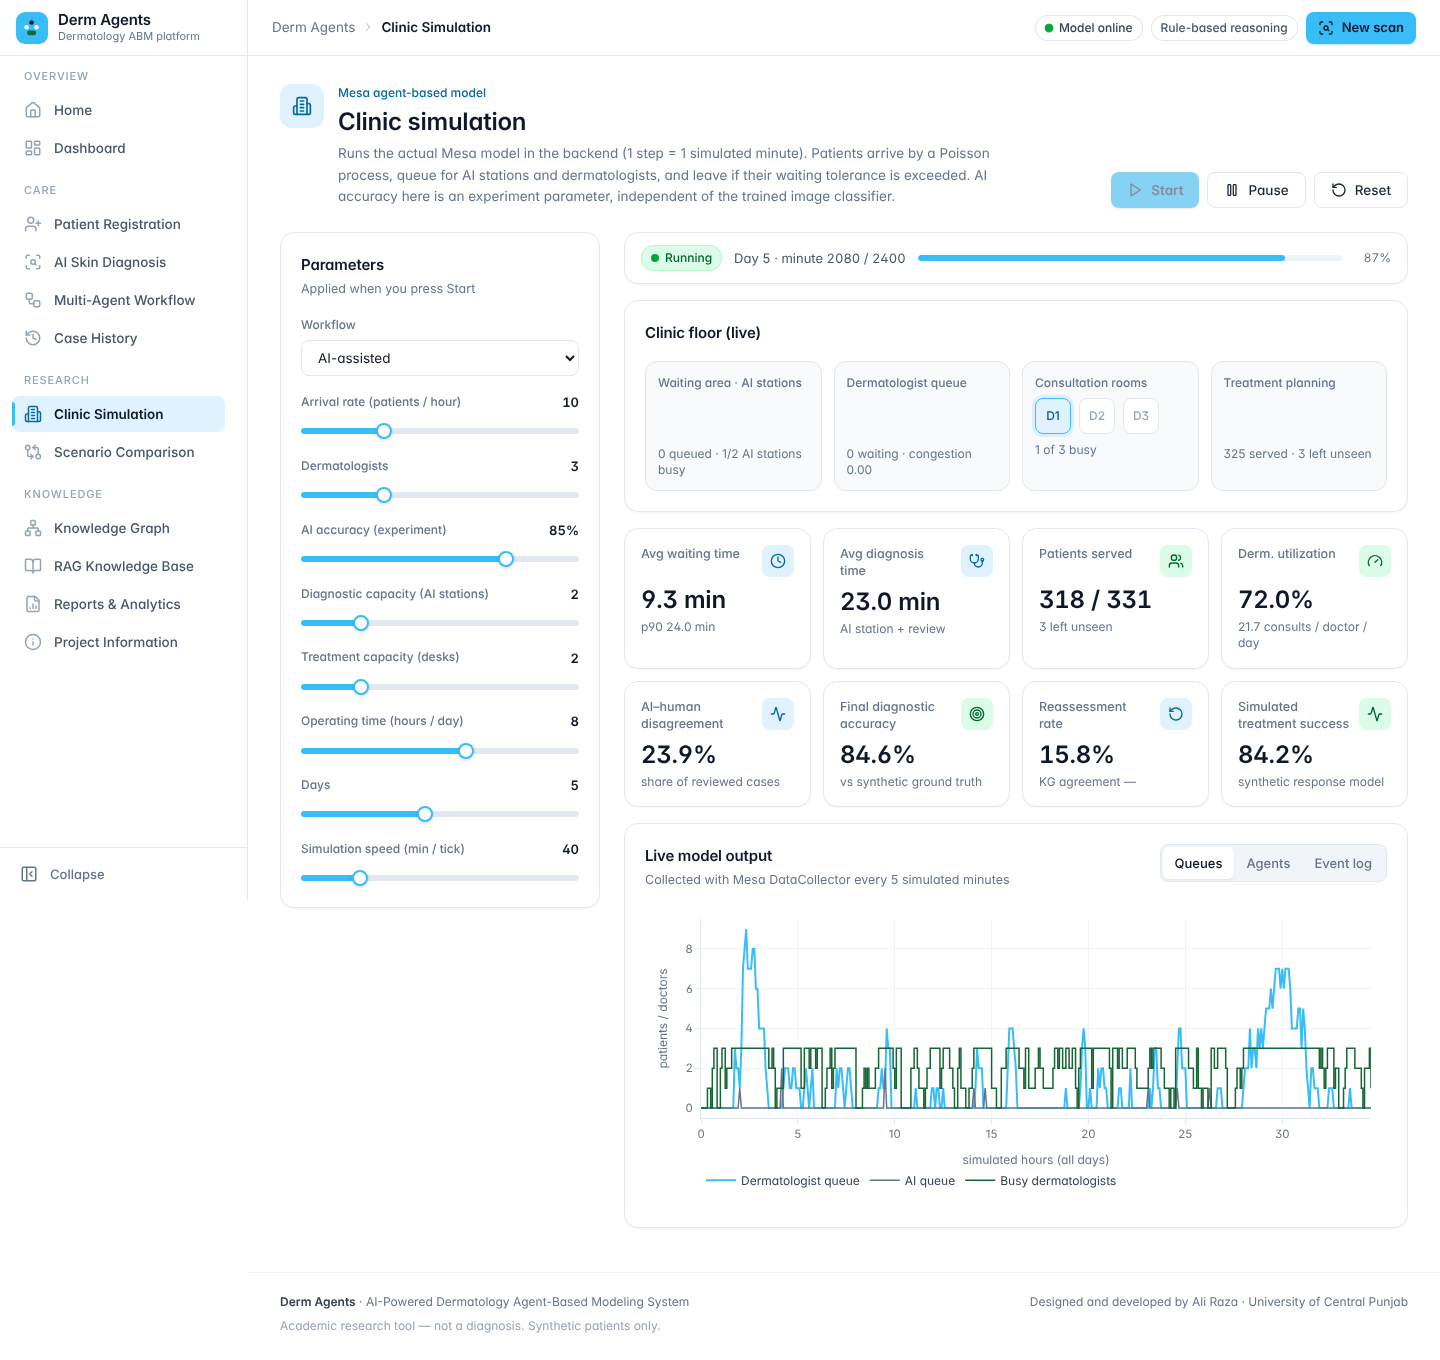 Derm Agents
Dermatology ABM platform
OVERVIEW
Home
Dashboard
CARE
Patient Registration
AI Skin Diagnosis
Multi-Agent Workflow
Case History
RESEARCH
Clinic Simulation
Scenario Comparison
KNOWLEDGE
Knowledge Graph
RAG Knowledge Base
Reports & Analytics
Project Information
Collapse
Derm Agents
Clinic Simulation
Model online
Rule-based reasoning
New scan
Mesa agent-based model
Clinic simulation
Runs the actual Mesa model in the backend (1 step = 1 simulated minute). Patients arrive by a Poisson
process, queue for AI stations and dermatologists, and leave if their waiting tolerance is exceeded. AI
accuracy here is an experiment parameter, independent of the trained image classifier.
Start
Pause
Reset
Parameters
Applied when you press Start
Workflow
AI-assisted
Arrival rate (patients / hour) 10
Dermatologists 3
AI accuracy (experiment) 85%
Diagnostic capacity (AI stations) 2
Treatment capacity (desks) 2
Operating time (hours / day) 8
Days 5
Simulation speed (min / tick) 40
Running
Day 5 · minute 2080 / 2400
87%
Clinic floor (live)
Waiting area · AI stations
0 queued · 1/2 AI stations
busy
Dermatologist queue
0 waiting · congestion
0.00
Consultation rooms
D1 D2 D3
1 of 3 busy
Treatment planning
325 served · 3 left unseen
Avg waiting time
9.3 min
p90 24.0 min
Avg diagnosis
time
23.0 min
AI station + review
Patients served
318 / 331
3 left unseen
Derm. utilization
72.0%
21.7 consults / doctor /
day
AI–human
disagreement
23.9%
share of reviewed cases
Final diagnostic
accuracy
84.6%
vs synthetic ground truth
Reassessment
rate
15.8%
KG agreement —
Simulated
treatment success
84.2%
synthetic response model
Live model output
Collected with Mesa DataCollector every 5 simulated minutes
Queues
Agents
Event log
patients / doctors
8
6
4
2
0
0 5 10 15 20 25 30
simulated hours (all days)
Dermatologist queue
AI queue
Busy dermatologists
Derm Agents · AI-Powered Dermatology Agent-Based Modeling System
Academic research tool — not a diagnosis. Synthetic patients only.
Designed and developed by Ali Raza · University of Central Punjab